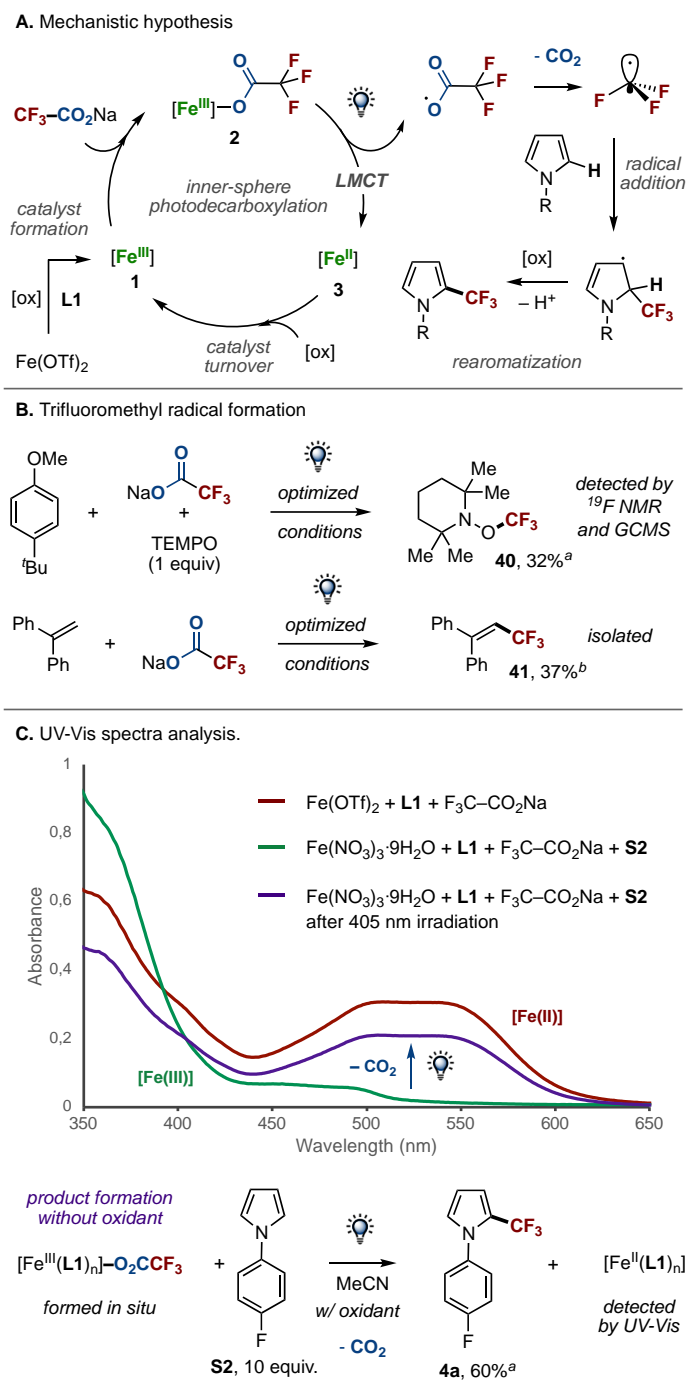 A. Mechanistic hypothesis
CF₃–CO₂Na
[Feᴵᴵᴵ]
O
O
F
F
F
2
O
O
F
F
F
- CO₂
F
F
F
N
R
H
radical
addition
catalyst
formation
inner-sphere
photodecarboxylation
LMCT
[ox]
L1
[Feᴵᴵᴵ]
1
[Feᴵᴵ]
3
Fe(OTf)₂
catalyst
turnover
[ox]
N
R
CF₃
[ox]
– H⁺
N
R
H
CF₃
rearomatization
B. Trifluoromethyl radical formation
OMe
ᵗBu
+
O
NaO
CF₃
+
TEMPO
(1 equiv)
optimized
conditions
Me
Me
N
O
CF₃
Me
Me
40, 32%ᵃ
detected by
¹⁹F NMR
and GCMS
Ph
Ph
+
O
NaO
CF₃
optimized
conditions
Ph
Ph
CF₃
41, 37%ᵇ
isolated
C. UV-Vis spectra analysis.
1
0,8
0,6
0,4
0,2
0
Absorbance
Fe(OTf)₂ + L1 + F₃C–CO₂Na
Fe(NO₃)₃·9H₂O + L1 + F₃C–CO₂Na + S2
Fe(NO₃)₃·9H₂O + L1 + F₃C–CO₂Na + S2
after 405 nm irradiation
[Fe(II)]
[Fe(III)]
– CO₂
350 400 450 500 550 600 650
Wavelength (nm)
product formation
without oxidant
[Feᴵᴵᴵ(L1)ₙ]–O₂CCF₃
formed in situ
+
N
F
S2, 10 equiv.
MeCN
w/ oxidant
- CO₂
N
CF₃
F
4a, 60%ᵃ
+
[Feᴵᴵ(L1)ₙ]
detected
by UV-Vis